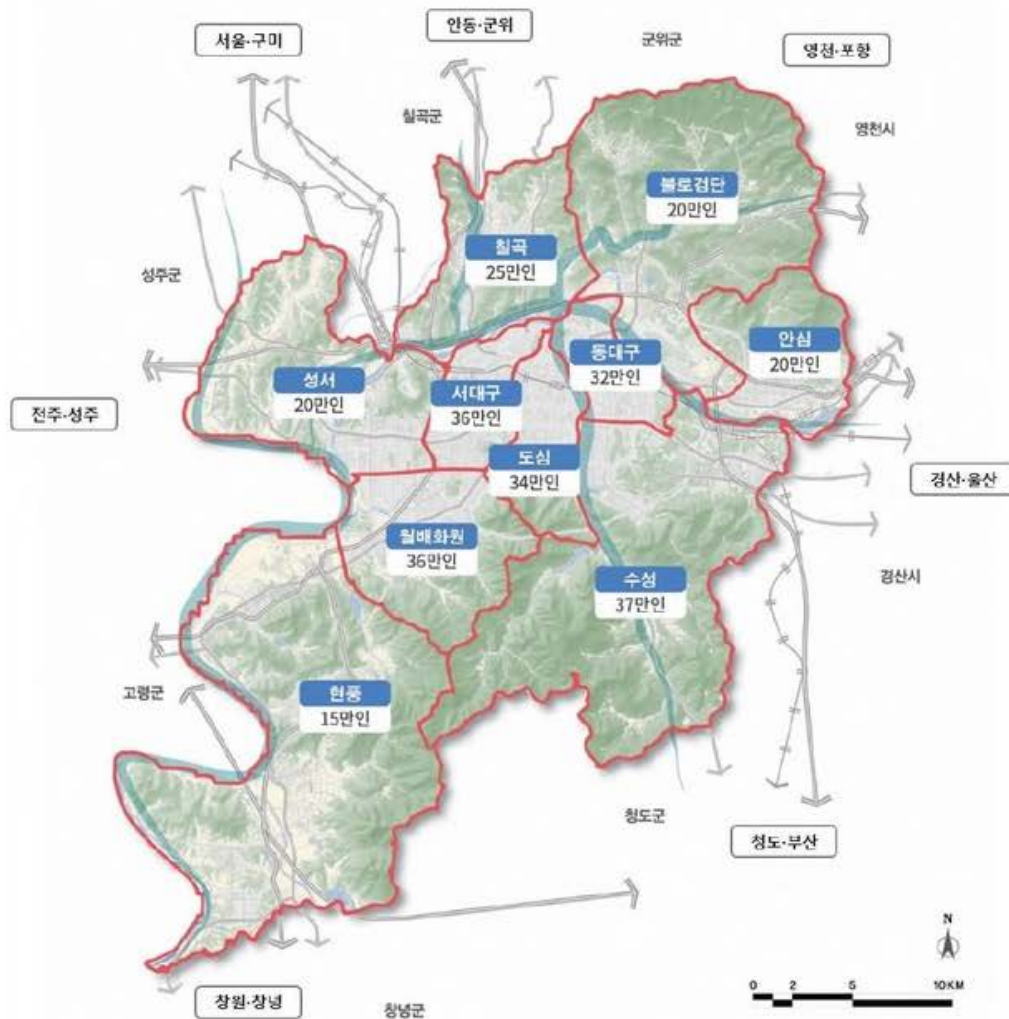 안동·군위
군위군
서울·구미
영천·포항
칠곡군
영천시
불로검단
20만인
칠곡
25만인
성주군
안심
20만인
동대구
32만인
성서
20만인
서대구
36만인
전주·성주
도심
34만인
경산·울산
월배화원
36만인
수성
37만인
경산시
고령군
현풍
15만인
청도군
청도·부산
N
0 2 5 10 KM
창원·창녕
창녕군